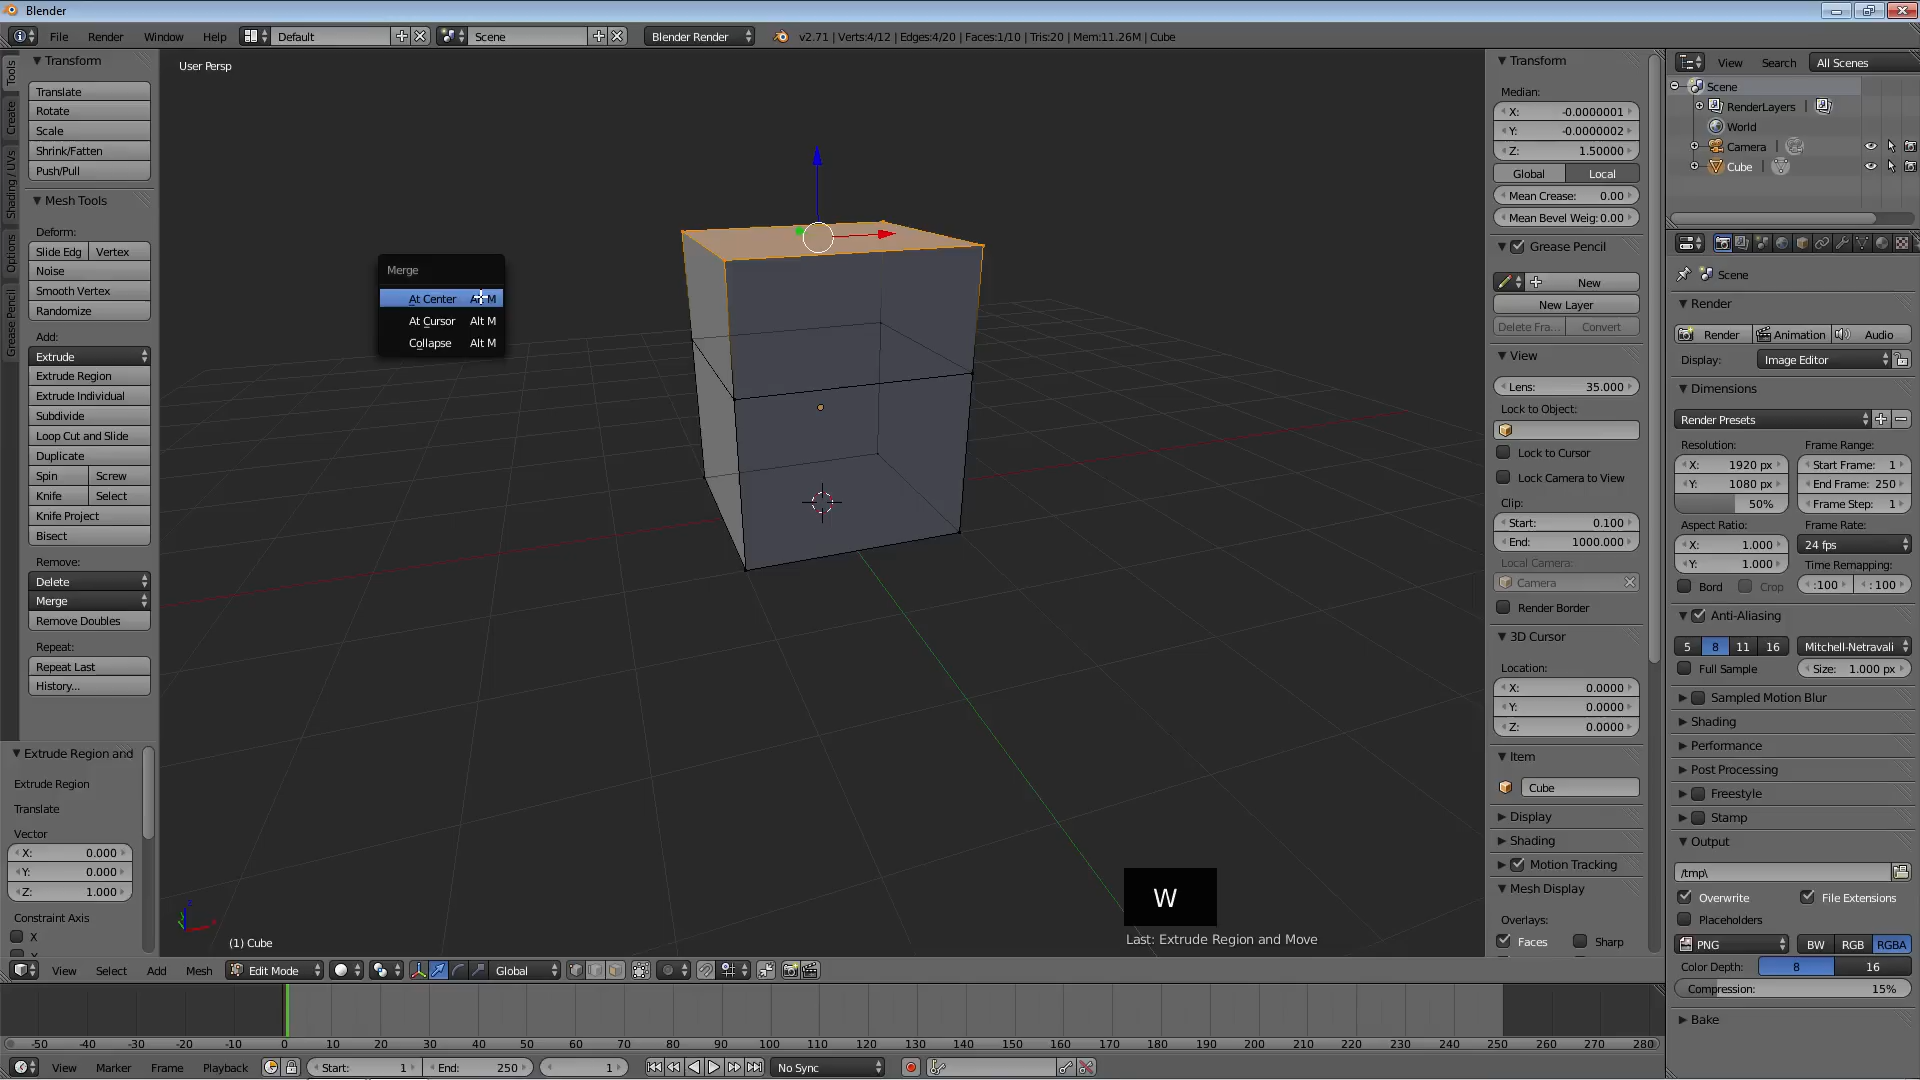 Blender
File Render Window Help Default Scene Blender Render v2.71 | Verts:4/12 | Edges:4/20 | Faces:1/10 | Tris:20 | Mem:11.26M | Cube
Tools
Create
Shading / UVs
Options
Grease Pencil
Transform
Translate
Rotate
Scale
Shrink/Fatten
Push/Pull
Mesh Tools
Deform:
Slide Edg Vertex
Noise
Smooth Vertex
Randomize
Add:
Extrude
Extrude Region
Extrude Individual
Subdivide
Loop Cut and Slide
Duplicate
Spin Screw
Knife Select
Knife Project
Bisect
Remove:
Delete
Merge
Remove Doubles
Repeat:
Repeat Last
History...
Extrude Region and
Extrude Region
Translate
Vector
X: 0.000
Y: 0.000
Z: 1.000
Constraint Axis
X
User Persp
Merge
At Center
At Cursor Alt M
Collapse Alt M
W
Last: Extrude Region and Move
(1) Cube
View Select Add Mesh Edit Mode Global
Transform
Median:
X: -0.0000001
Y: -0.0000002
Z: 1.50000
Global Local
Mean Crease: 0.00
Mean Bevel Weig: 0.00
Grease Pencil
New
New Layer
Delete Fra... Convert
View
Lens: 35.000
Lock to Object:
Lock to Cursor
Lock Camera to View
Clip:
Start: 0.100
End: 1000.000
Local Camera:
Camera
Render Border
3D Cursor
Location:
X: 0.0000
Y: 0.0000
Z: 0.0000
Item
Cube
Display
Shading
Motion Tracking
Mesh Display
Overlays:
Faces Sharp
View Search All Scenes
Scene
RenderLayers |
World
Camera |
Cube |
Scene
Render
Render Animation Audio
Display: Image Editor
Dimensions
Render Presets
Resolution: Frame Range:
X: 1920 px Start Frame: 1
Y: 1080 px End Frame: 250
50% Frame Step: 1
Aspect Ratio: Frame Rate:
X: 1.000 24 fps
Y: 1.000 Time Remapping:
Bord Crop :100 : 100
Anti-Aliasing
5 8 11 16 Mitchell-Netravali
Full Sample Size: 1.000 px
Sampled Motion Blur
Shading
Performance
Post Processing
Freestyle
Stamp
Output
/tmp\
Overwrite File Extensions
Placeholders
PNG BW RGB RGBA
Color Depth: 8 16
Compression: 15%
Bake
-50 -40 -30 -20 -10 0 10 20 30 40 50 60 70 80 90 100 110 120 130 140 150 160 170 180 190 200 210 220 230 240 250 260 270 280
View Marker Frame Playback Start: 1 End: 250 1 No Sync